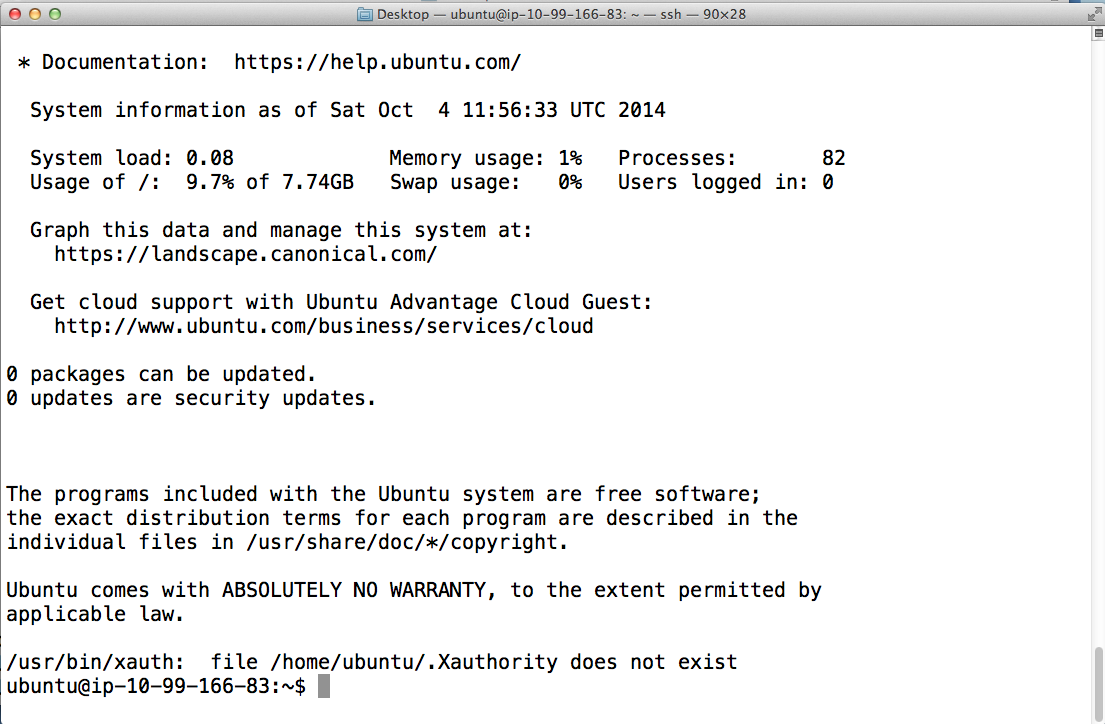 Desktop — ubuntu@ip-10-99-166-83: ~ — ssh — 90×28
* Documentation:  https://help.ubuntu.com/
System information as of Sat Oct  4 11:56:33 UTC 2014
System load: 0.08             Memory usage: 1%   Processes:       82
Usage of /:  9.7% of 7.74GB   Swap usage:   0%   Users logged in: 0
Graph this data and manage this system at:
https://landscape.canonical.com/
Get cloud support with Ubuntu Advantage Cloud Guest:
http://www.ubuntu.com/business/services/cloud
0 packages can be updated.
0 updates are security updates.
The programs included with the Ubuntu system are free software;
the exact distribution terms for each program are described in the
individual files in /usr/share/doc/*/copyright.
Ubuntu comes with ABSOLUTELY NO WARRANTY, to the extent permitted by
applicable law.
/usr/bin/xauth:  file /home/ubuntu/.Xauthority does not exist
ubuntu@ip-10-99-166-83:~$